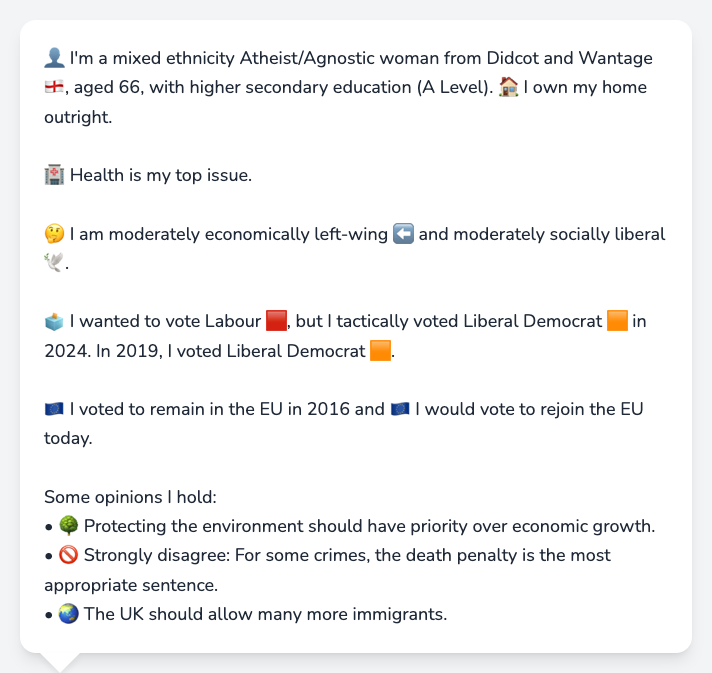 👤 I'm a mixed ethnicity Atheist/Agnostic woman from Didcot and Wantage
🏴󠁧󠁢󠁥󠁮󠁧󠁿, aged 66, with higher secondary education (A Level). 🏠 I own my home
outright.
🏥 Health is my top issue.
🤔 I am moderately economically left-wing ⬅️ and moderately socially liberal
🕊️.
🗳️ I wanted to vote Labour 🟥, but I tactically voted Liberal Democrat 🟧 in
2024. In 2019, I voted Liberal Democrat 🟧.
🇪🇺 I voted to remain in the EU in 2016 and 🇪🇺 I would vote to rejoin the EU
today.
Some opinions I hold:
• 🌳 Protecting the environment should have priority over economic growth.
• 🚫 Strongly disagree: For some crimes, the death penalty is the most
appropriate sentence.
• 🌏 The UK should allow many more immigrants.